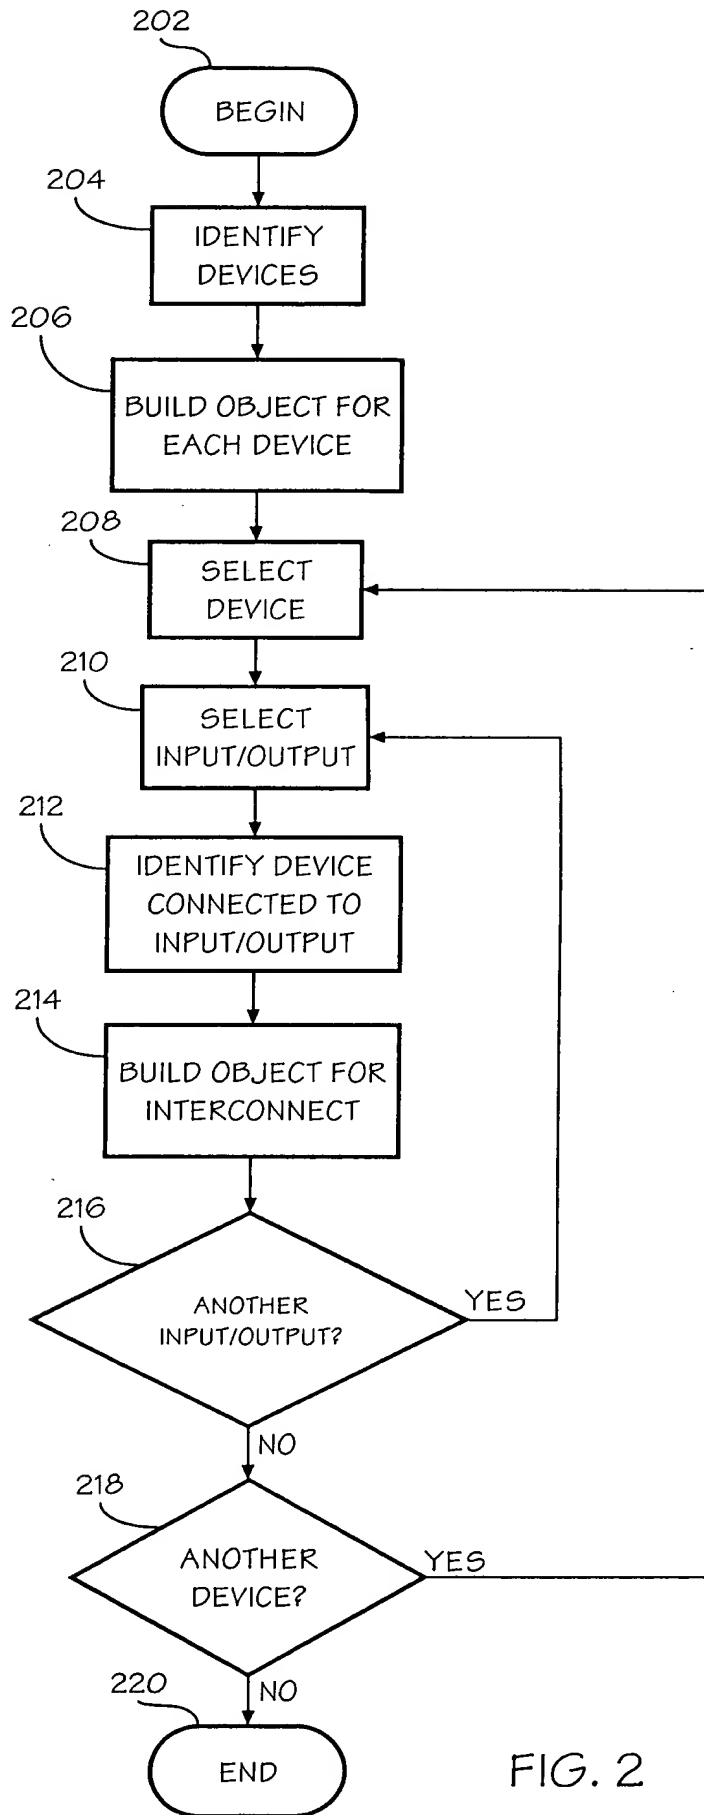 202
BEGIN
204
IDENTIFY
DEVICES
206
BUILD OBJECT FOR
EACH DEVICE
208
SELECT
DEVICE
210
SELECT
INPUT/OUTPUT
212
IDENTIFY DEVICE
CONNECTED TO
INPUT/OUTPUT
214
BUILD OBJECT FOR
INTERCONNECT
216
ANOTHER
INPUT/OUTPUT?
YES
NO
218
ANOTHER
DEVICE?
YES
NO
220
END
FIG. 2